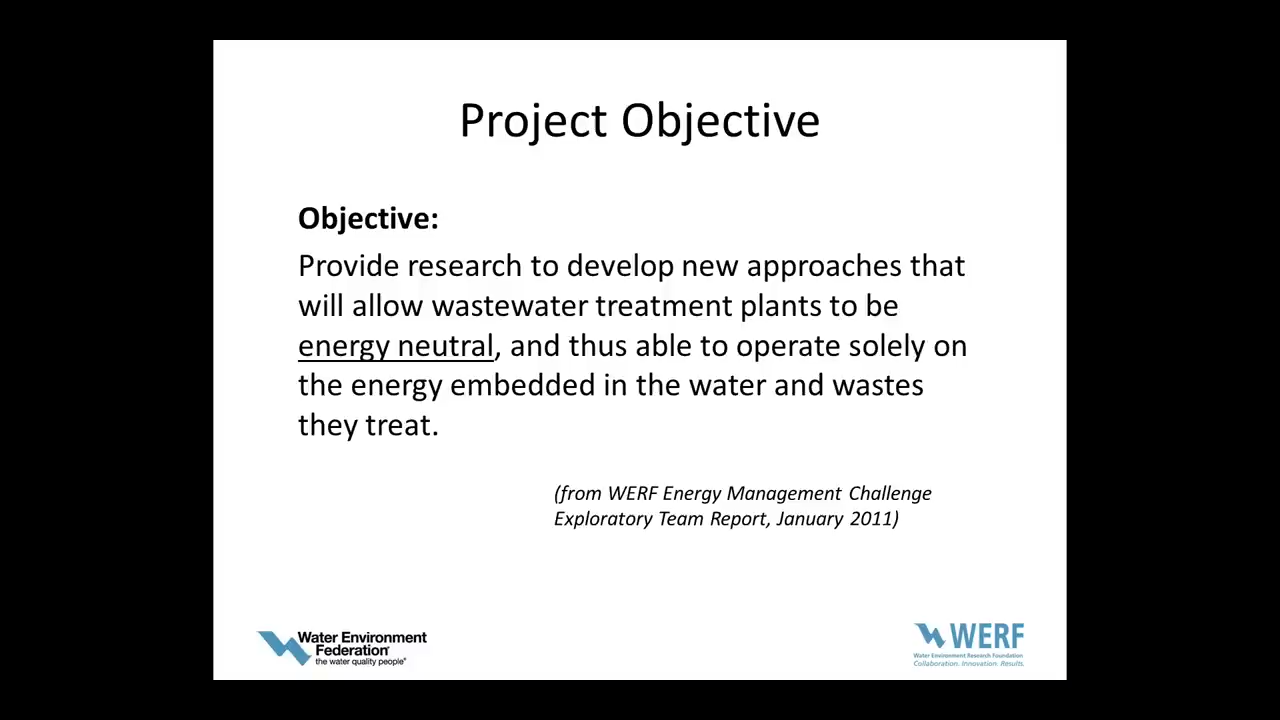 Project Objective
Objective:
Provide research to develop new approaches that
will allow wastewater treatment plants to be
energy neutral, and thus able to operate solely on
the energy embedded in the water and wastes
they treat.
(from WERF Energy Management Challenge
Exploratory Team Report, January 2011)
Water Environment
Federation
the water quality people®
WERF
Water Environment Research Foundation
Collaboration. Innovation. Results.